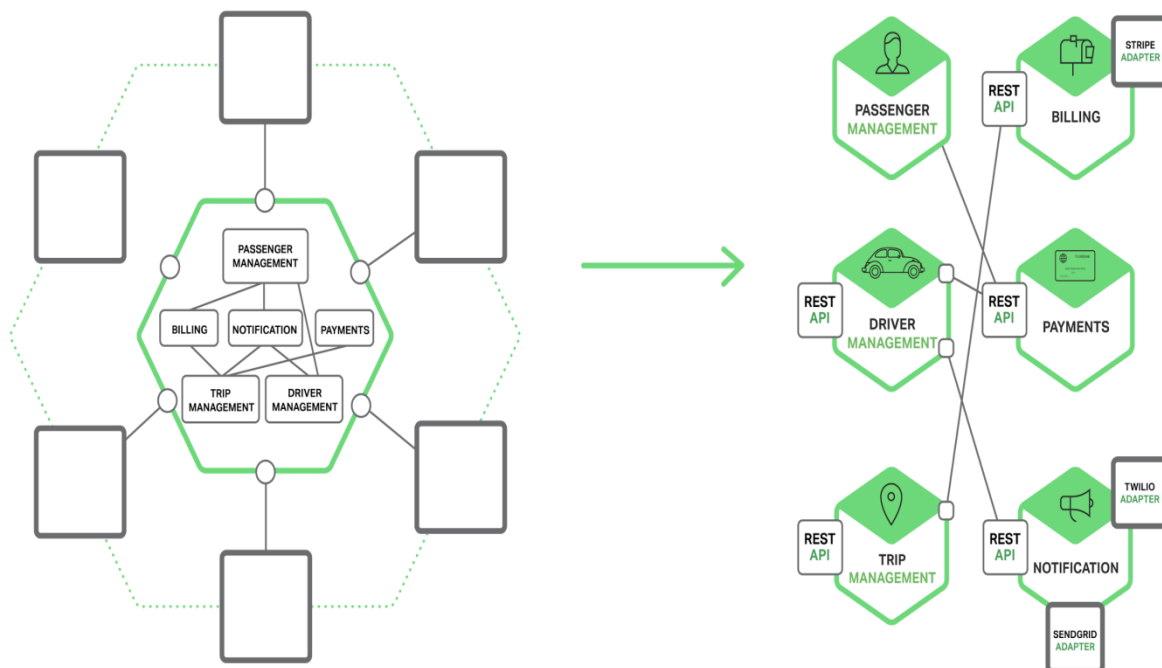 PASSENGER
MANAGEMENT
BILLING
NOTIFICATION
PAYMENTS
TRIP
MANAGEMENT
DRIVER
MANAGEMENT
PASSENGER
MANAGEMENT
REST
API
BILLING
STRIPE
ADAPTER
REST
API
DRIVER
MANAGEMENT
REST
API
PAYMENTS
REST
API
TRIP
MANAGEMENT
REST
API
NOTIFICATION
TWILIO
ADAPTER
SENDGRID
ADAPTER